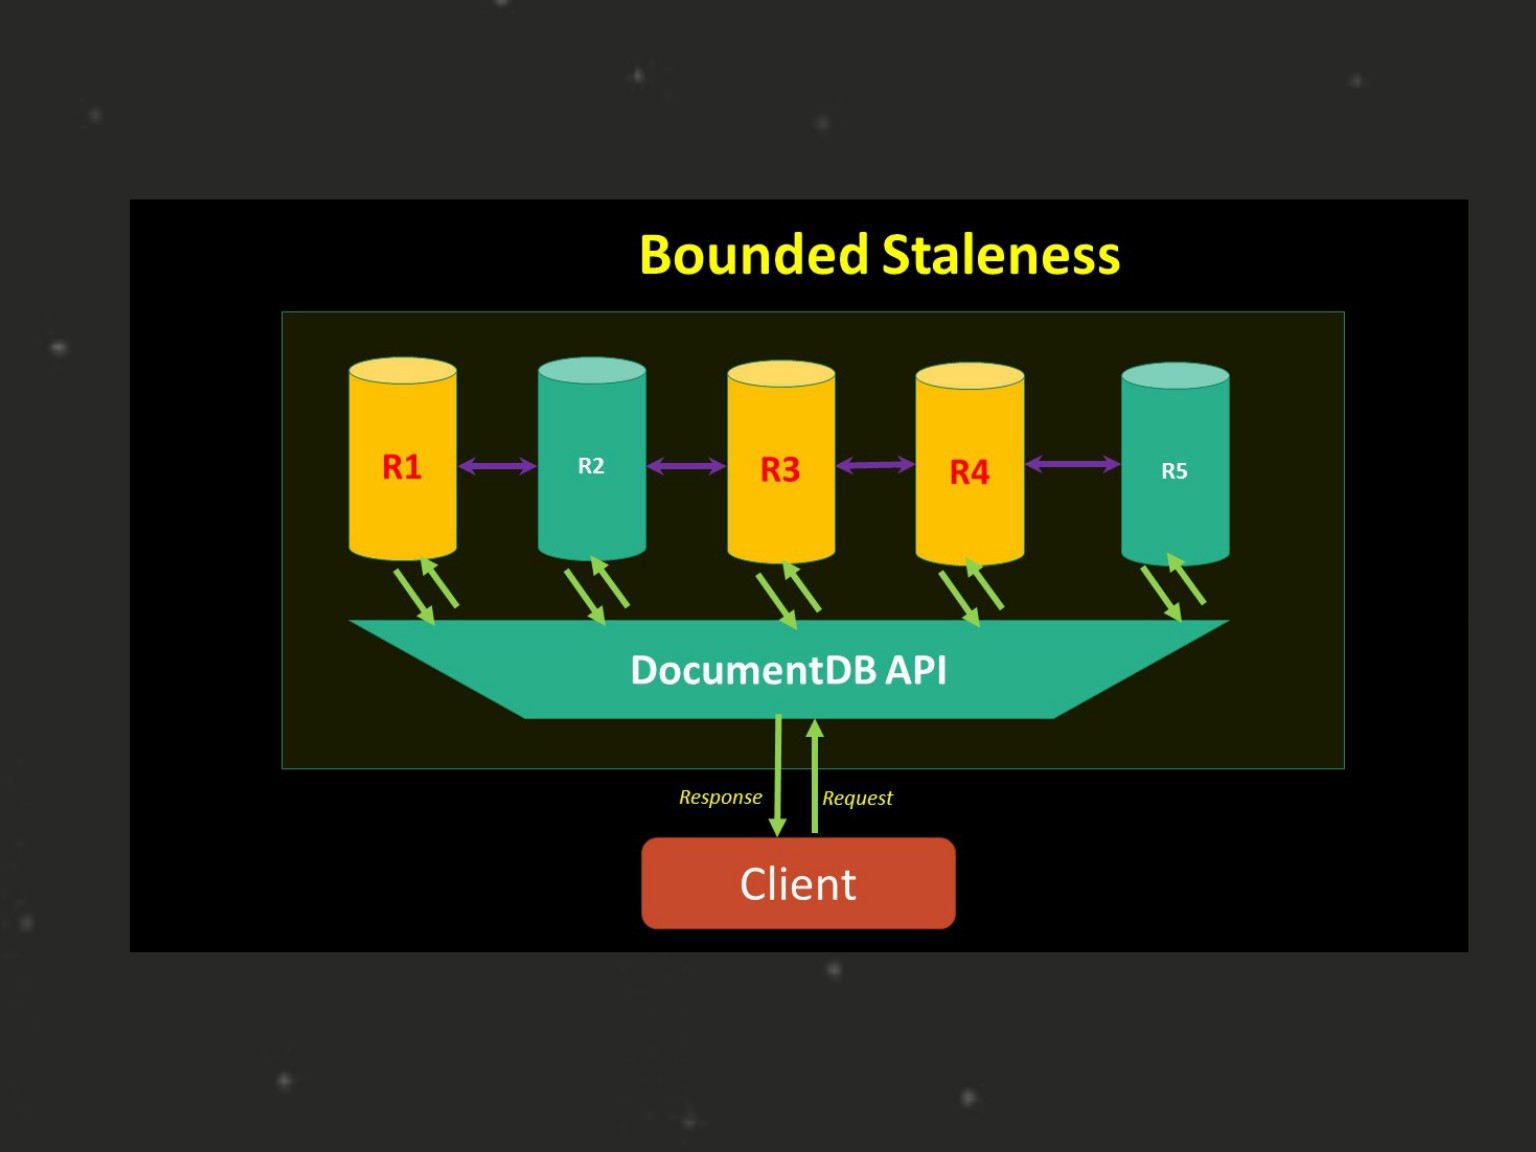 Bounded Staleness
R1
R2
R3
R4
R5
DocumentDB API
Response
Request
Client